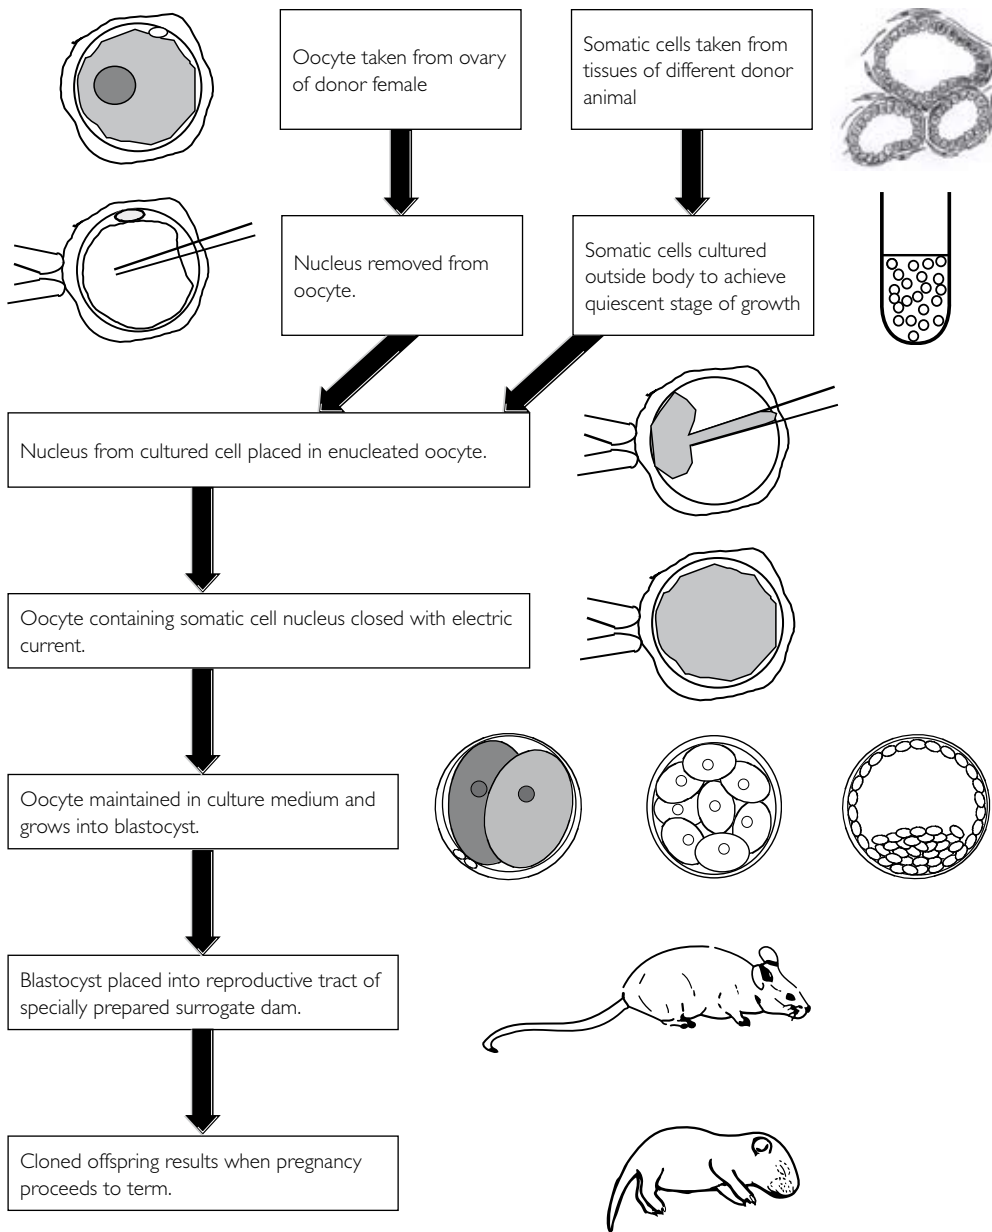 Oocyte taken from ovary
of donor female
Somatic cells taken from
tissues of different donor
animal
Nucleus removed from
oocyte.
Somatic cells cultured
outside body to achieve
quiescent stage of growth
Nucleus from cultured cell placed in enucleated oocyte.
Oocyte containing somatic cell nucleus closed with electric
current.
Oocyte maintained in culture medium and
grows into blastocyst.
Blastocyst placed into reproductive tract of
specially prepared surrogate dam.
Cloned offspring results when pregnancy
proceeds to term.